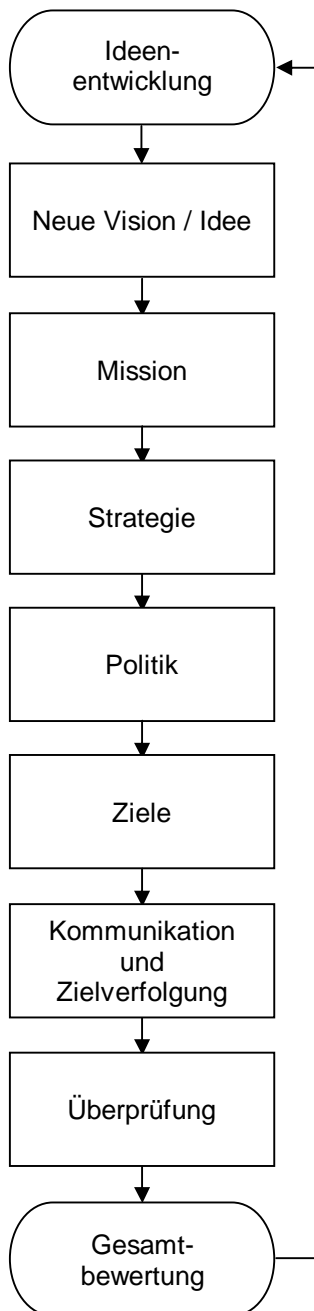 Ideen-
entwicklung
Neue Vision / Idee
Mission
Strategie
Politik
Ziele
Kommunikation
und
Zielverfolgung
Überprüfung
Gesamt-
bewertung